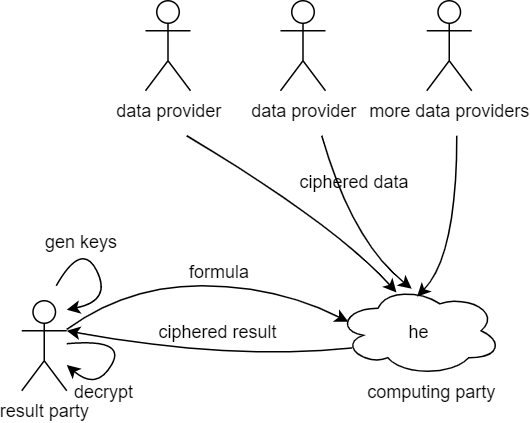 data provider
data provider
more data providers
ciphered data
gen keys
formula
ciphered result
he
decrypt
computing party
result party